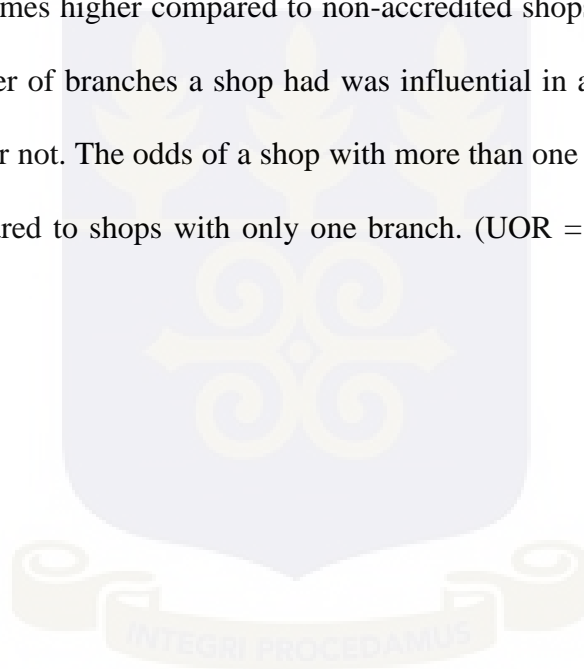 mes higher compared to non-accredited shop
er of branches a shop had was influential in a
r not. The odds of a shop with more than one
red to shops with only one branch. (UOR =
INTEGRI PROCEDAMUS